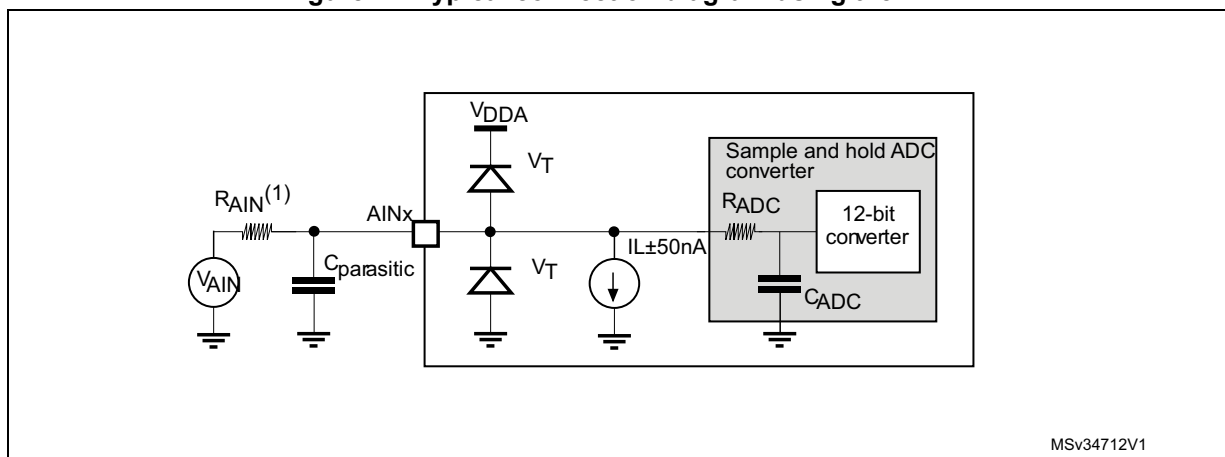 VDDA
VT
Sample and hold ADC
converter
RAIN(1)
AINx
RADC
12-bit
converter
IL±50nA
VAIN
Cparasitic
VT
CADC
MSv34712V1